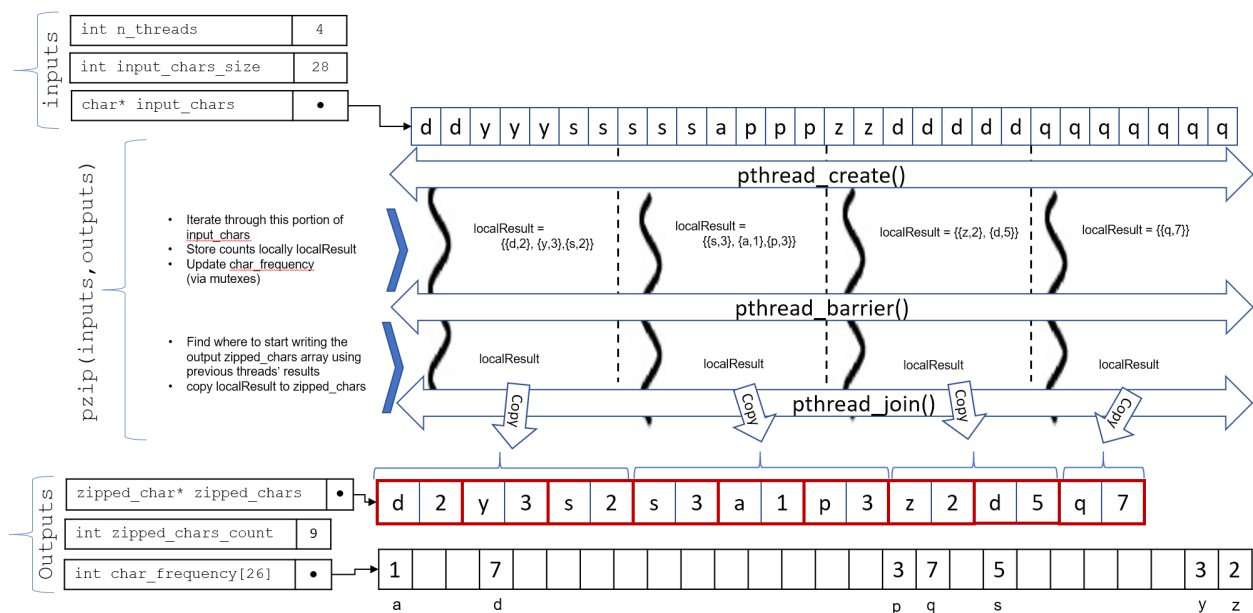 inputs
int n_threads 4
int input_chars_size 28
char* input_chars
d d y y y s s s s s a p p p z z d d d d d q q q q q q q
pzip(inputs,outputs)
pthread_create()
• Iterate through this portion of
input_chars
• Store counts locally localResult
• Update char_frequency
(via mutexes)
localResult =
{{d,2}, {y,3},{s,2}}
localResult =
{{s,3}, {a,1},{p,3}}
localResult = {{z,2}, {d,5}}
localResult = {{q,7}}
pthread_barrier()
• Find where to start writing the
output zipped_chars array using
previous threads' results
• copy localResult to zipped_chars
localResult
localResult
localResult
localResult
pthread_join()
Copy
Copy
Copy
Copy
Outputs
zipped_char* zipped_chars
d 2 y 3 s 2 s 3 a 1 p 3 z 2 d 5 q 7
int zipped_chars_count 9
int char_frequency[26]
1 7 3 7 5 3 2
a d p q s y z